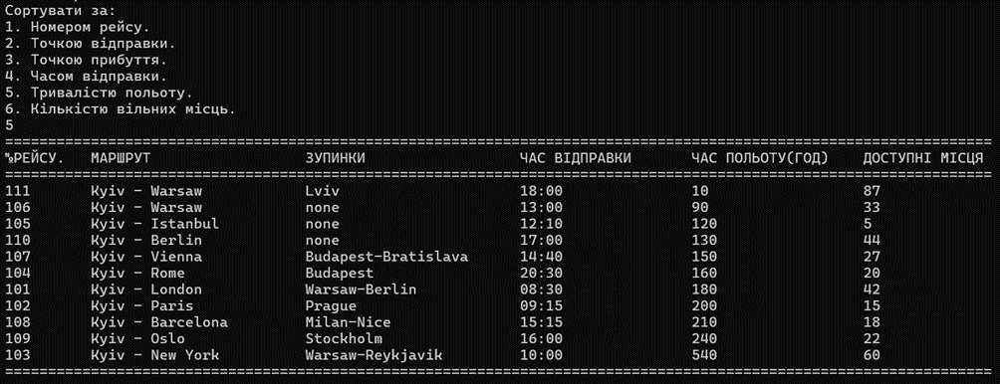 Сортувати за:
1. Номером рейсу.
2. Точкою відправки.
3. Точкою прибуття.
4. Часом відправки.
5. Тривалістю польоту.
6. Кількістю вільних місць.
5
===================================================================================================================
№РЕЙСУ. МАРШРУТ ЗУПИНКИ ЧАС ВІДПРАВКИ ЧАС ПОЛЬОТУ(ГОД) ДОСТУПНІ МІСЦЯ
===================================================================================================================
111 Kyiv - Warsaw Lviv 18:00 10 87
106 Kyiv - Warsaw none 13:00 90 33
105 Kyiv - Istanbul none 12:10 120 5
110 Kyiv - Berlin none 17:00 130 44
107 Kyiv - Vienna Budapest-Bratislava 14:40 150 27
104 Kyiv - Rome Budapest 20:30 160 20
101 Kyiv - London Warsaw-Berlin 08:30 180 42
102 Kyiv - Paris Prague 09:15 200 15
108 Kyiv - Barcelona Milan-Nice 15:15 210 18
109 Kyiv - Oslo Stockholm 16:00 240 22
103 Kyiv - New York Warsaw-Reykjavik 10:00 540 60
===================================================================================================================